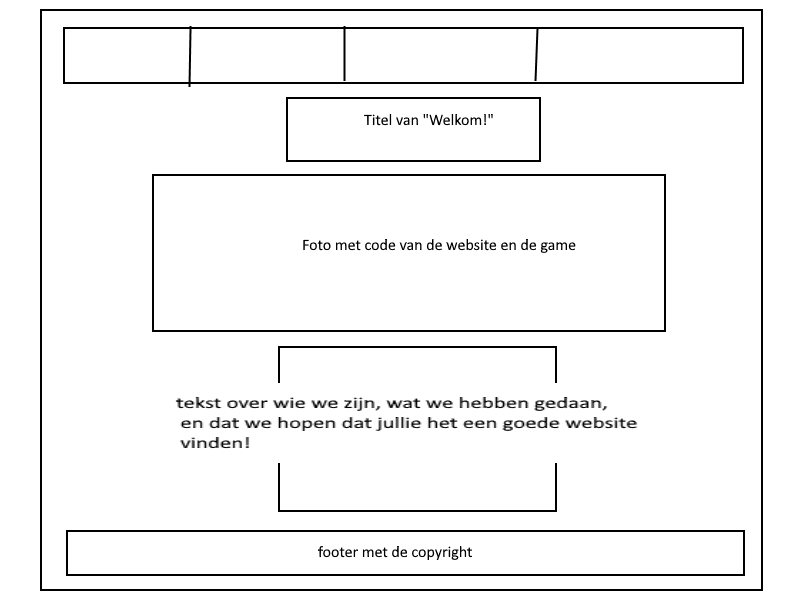 Titel van "Welkom!"
Foto met code van de website en de game
tekst over wie we zijn, wat we hebben gedaan,
en dat we hopen dat jullie het een goede website
vinden!
footer met de copyright